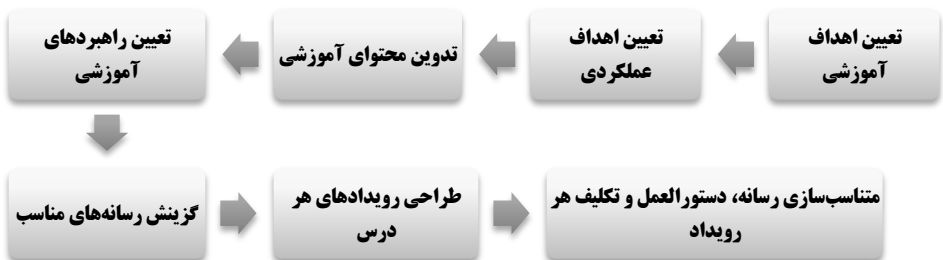 تعیین اهداف
آموزشی
تعیین اهداف
عملکردی
تدوین محتوای آموزشی
تعیین راهبردهای
آموزشی
گزینش رسانه‌های مناسب
طراحی رویدادهای هر
درس
متناسب‌سازی رسانه، دستورالعمل و تکلیف هر
رویداد